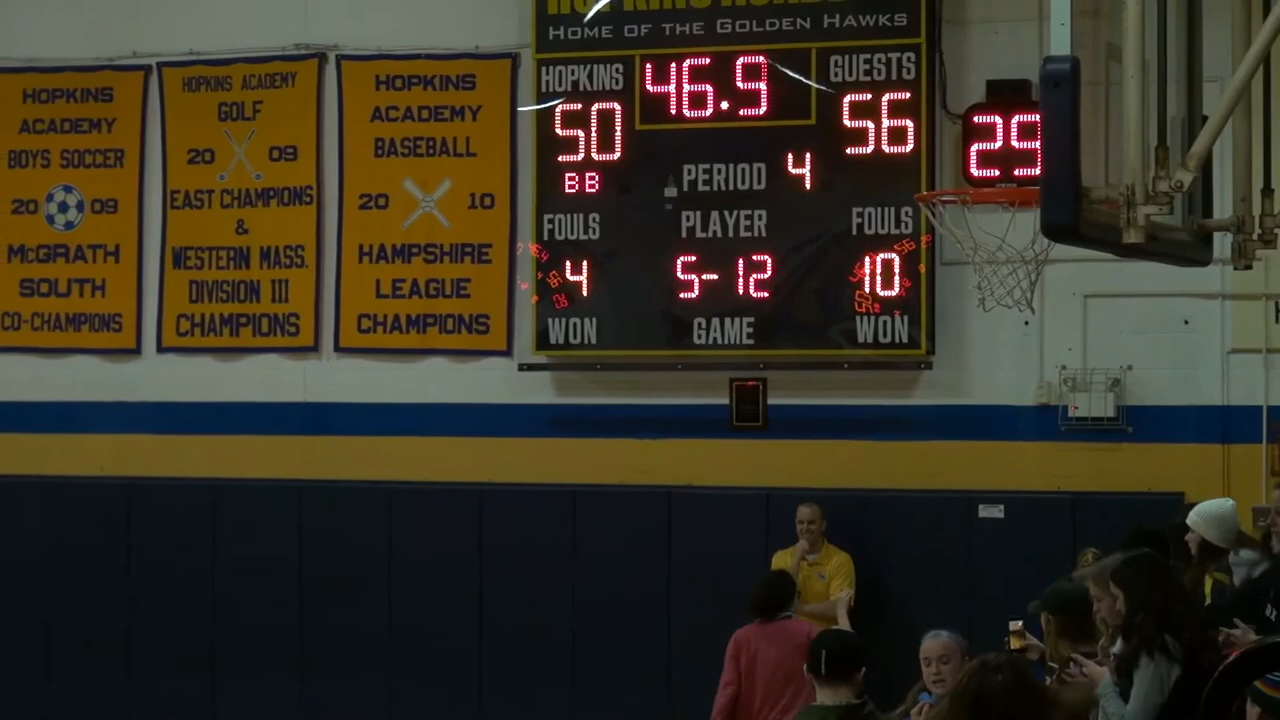 HOPKINS ACADEMY
HOME OF THE GOLDEN HAWKS
HOPKINS
46.9
GUESTS
50
56
29
BB
PERIOD
4
FOULS
PLAYER
FOULS
4
5-12
10
WON
GAME
WON
HOPKINS
ACADEMY
BOYS SOCCER
20 09
McGRATH
SOUTH
CO-CHAMPIONS
HOPKINS ACADEMY
GOLF
20 09
EAST CHAMPIONS
&
WESTERN MASS.
DIVISION III
CHAMPIONS
HOPKINS
ACADEMY
BASEBALL
20 10
HAMPSHIRE
LEAGUE
CHAMPIONS